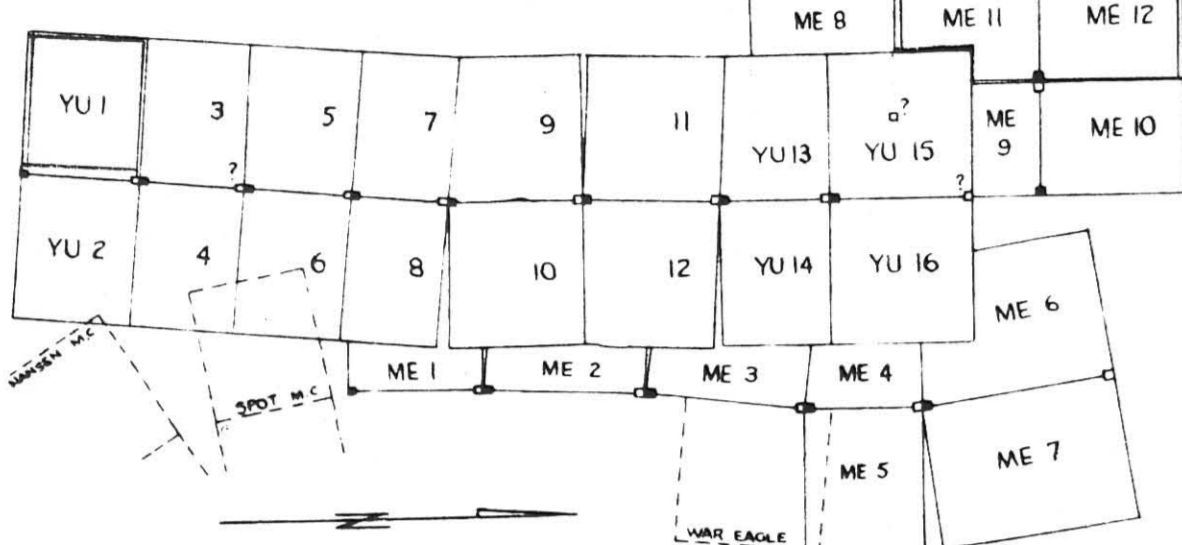 ME 8
ME 11
ME 12
YU 1
3
5
7
9
11
YU 13
?
YU 15
ME 9
ME 10
?
?
YU 2
4
6
8
10
12
YU 14
YU 16
ME 6
HANSEN M.C
SPOT M.C
ME 1
ME 2
ME 3
ME 4
ME 5
ME 7
N
WAR EAGLE